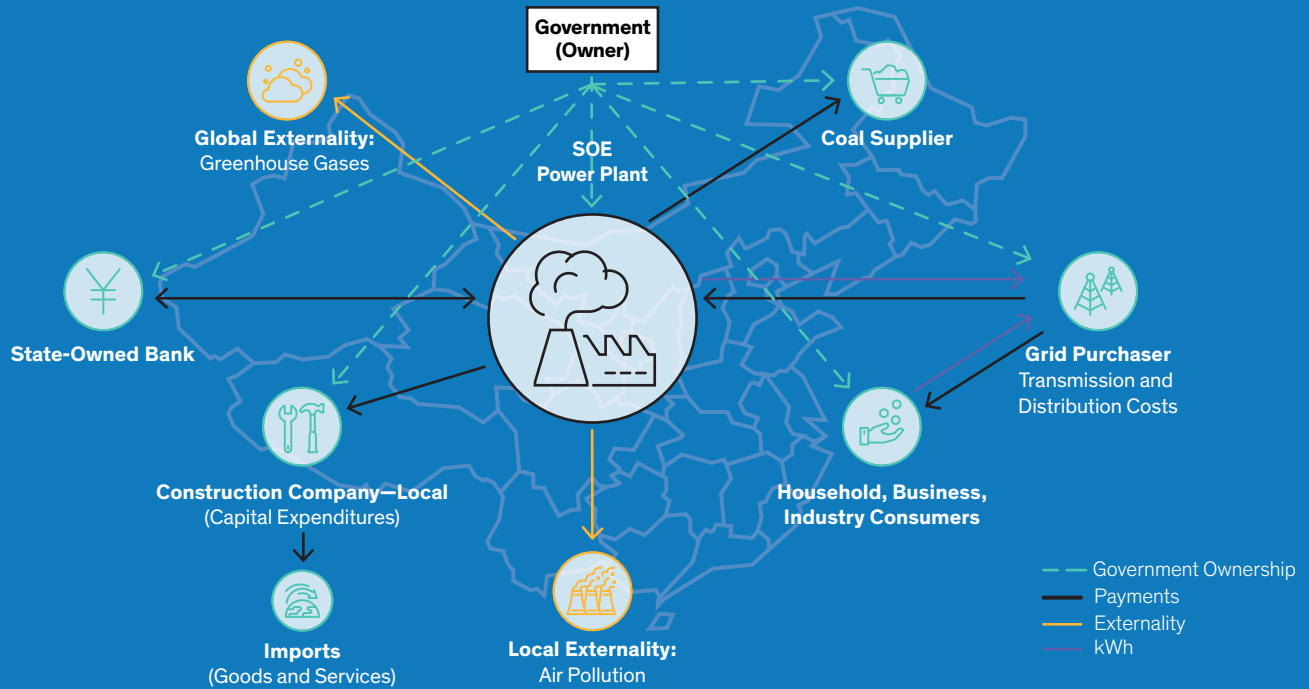 Government
(Owner)
Global Externality:
Greenhouse Gases
SOE
Power Plant
Coal Supplier
State-Owned Bank
Grid Purchaser
Transmission and
Distribution Costs
Construction Company—Local
(Capital Expenditures)
Household, Business,
Industry Consumers
Imports
(Goods and Services)
Local Externality:
Air Pollution
Government Ownership
Payments
Externality
kWh